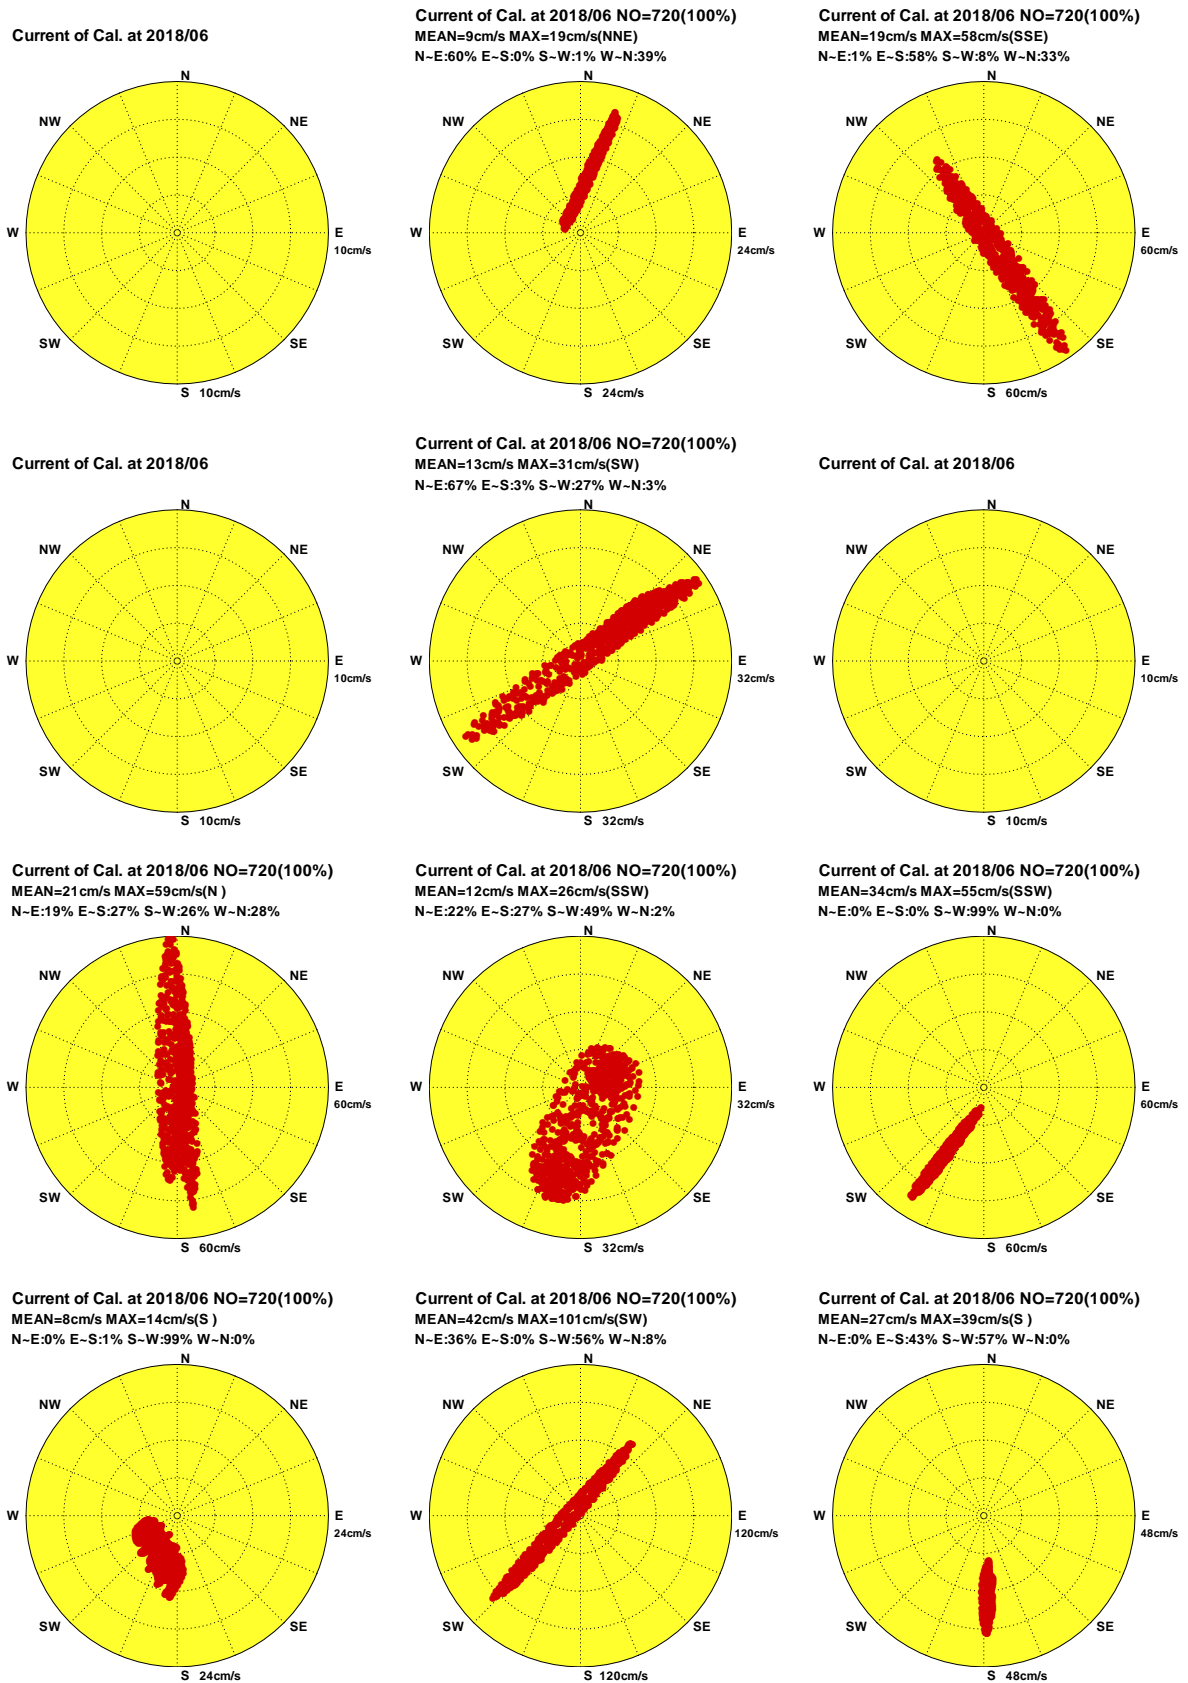 Current of Cal. at 2018/06
N
NW
NE
W
E
10cm/s
SW
SE
S 10cm/s
Current of Cal. at 2018/06 NO=720(100%)
MEAN=9cm/s MAX=19cm/s(NNE)
N~E:60% E~S:0% S~W:1% W~N:39%
N
NW
NE
W
E
24cm/s
SW
SE
S 24cm/s
Current of Cal. at 2018/06 NO=720(100%)
MEAN=19cm/s MAX=58cm/s(SSE)
N~E:1% E~S:58% S~W:8% W~N:33%
N
NW
NE
W
E
60cm/s
SW
SE
S 60cm/s
Current of Cal. at 2018/06
N
NW
NE
W
E
10cm/s
SW
SE
S 10cm/s
Current of Cal. at 2018/06 NO=720(100%)
MEAN=13cm/s MAX=31cm/s(SW)
N~E:67% E~S:3% S~W:27% W~N:3%
N
NW
NE
W
E
32cm/s
SW
SE
S 32cm/s
Current of Cal. at 2018/06
N
NW
NE
W
E
10cm/s
SW
SE
S 10cm/s
Current of Cal. at 2018/06 NO=720(100%)
MEAN=21cm/s MAX=59cm/s(N )
N~E:19% E~S:27% S~W:26% W~N:28%
N
NW
NE
W
E
60cm/s
SW
SE
S 60cm/s
Current of Cal. at 2018/06 NO=720(100%)
MEAN=12cm/s MAX=26cm/s(SSW)
N~E:22% E~S:27% S~W:49% W~N:2%
N
NW
NE
W
E
32cm/s
SW
SE
S 32cm/s
Current of Cal. at 2018/06 NO=720(100%)
MEAN=34cm/s MAX=55cm/s(SSW)
N~E:0% E~S:0% S~W:99% W~N:0%
N
NW
NE
W
E
60cm/s
SW
SE
S 60cm/s
Current of Cal. at 2018/06 NO=720(100%)
MEAN=8cm/s MAX=14cm/s(S )
N~E:0% E~S:1% S~W:99% W~N:0%
N
NW
NE
W
E
24cm/s
SW
SE
S 24cm/s
Current of Cal. at 2018/06 NO=720(100%)
MEAN=42cm/s MAX=101cm/s(SW)
N~E:36% E~S:0% S~W:56% W~N:8%
N
NW
NE
W
E
120cm/s
SW
SE
S 120cm/s
Current of Cal. at 2018/06 NO=720(100%)
MEAN=27cm/s MAX=39cm/s(S )
N~E:0% E~S:43% S~W:57% W~N:0%
N
NW
NE
W
E
48cm/s
SW
SE
S 48cm/s